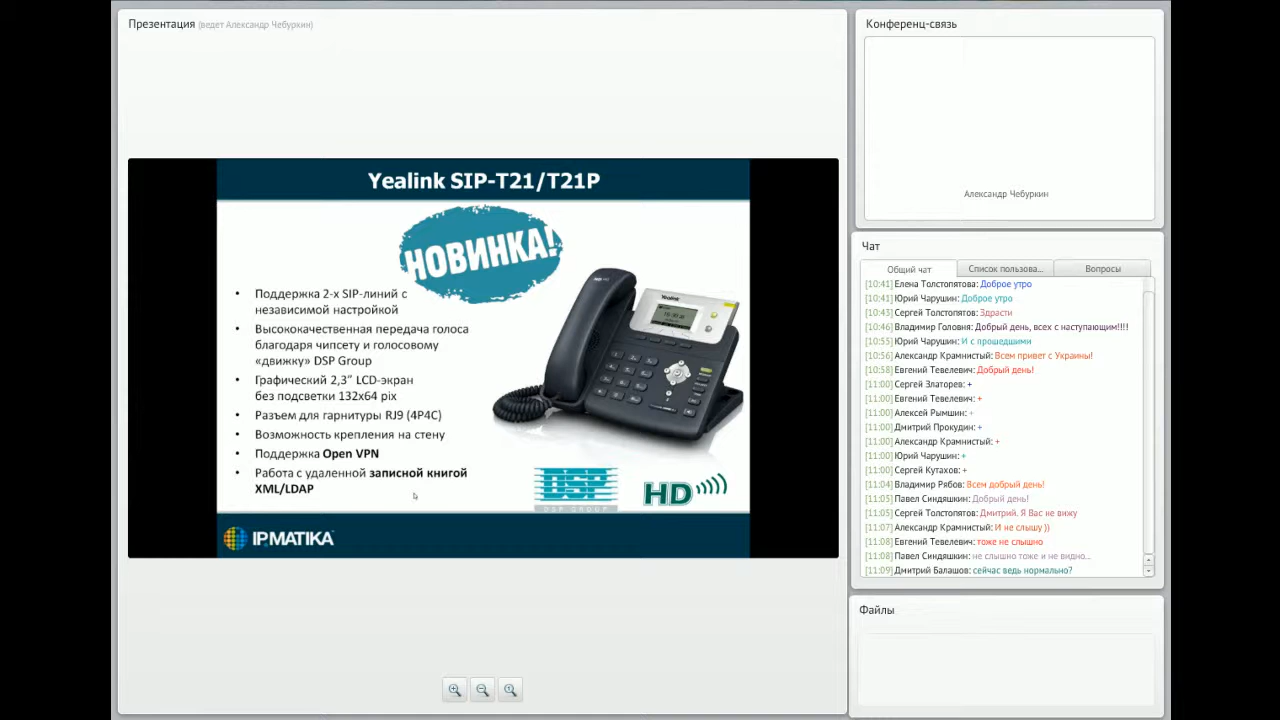 Презентация (ведет Александр Чебуркин)
Yealink SIP-T21/T21P
НОВИНКА!
• Поддержка 2-х SIP-линий с
независимой настройкой
• Высококачественная передача голоса
благодаря чипсету и голосовому
«движку» DSP Group
• Графический 2,3” LCD-экран
без подсветки 132x64 pix
• Разъем для гарнитуры RJ9 (4P4C)
• Возможность крепления на стену
• Поддержка Open VPN
• Работа с удаленной записной книгой
XML/LDAP
Yealink
DSP
DSP GROUP
HD
IPMATIKA
Конференц-связь
Александр Чебуркин
Чат
Общий чат
Список пользова...
Вопросы
[10:41] Елена Толстопятова: Доброе утро
[10:41] Юрий Чарушин: Доброе утро
[10:43] Сергей Толстопятов: Здрасти
[10:46] Владимир Головня: Добрый день, всех с наступающим!!!!
[10:55] Юрий Чарушин: И с прошедшими
[10:56] Александр Крамнистый: Всем привет с Украины!
[10:58] Евгений Тевелевич: Добрый день!
[11:00] Сергей Златорев: +
[11:00] Евгений Тевелевич: +
[11:00] Алексей Рымшин: +
[11:00] Дмитрий Прокудин: +
[11:00] Александр Крамнистый: +
[11:00] Юрий Чарушин: +
[11:00] Сергей Кутахов: +
[11:04] Владимир Рябов: Всем добрый день!
[11:05] Павел Синдяшкин: Добрый день!
[11:05] Сергей Толстопятов: Дмитрий. Я Вас не вижу
[11:07] Александр Крамнистый: И не слышу ))
[11:08] Евгений Тевелевич: тоже не слышно
[11:08] Павел Синдяшкин: не слышно тоже и не видно...
[11:09] Дмитрий Балашов: сейчас ведь нормально?
Файлы